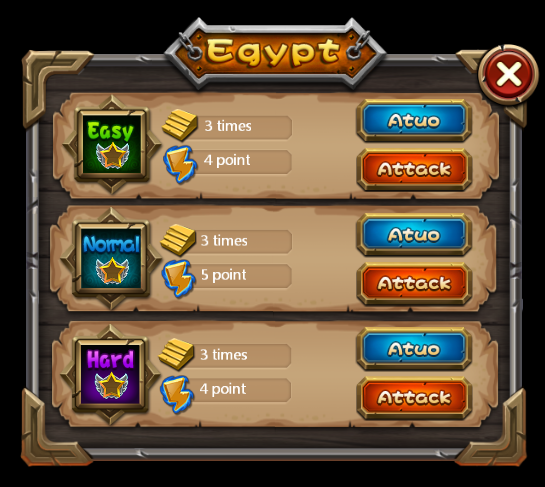 Egypt
Easy
3 times
4 point
Atuo
Attack
Normal
3 times
5 point
Atuo
Attack
Hard
3 times
4 point
Atuo
Attack